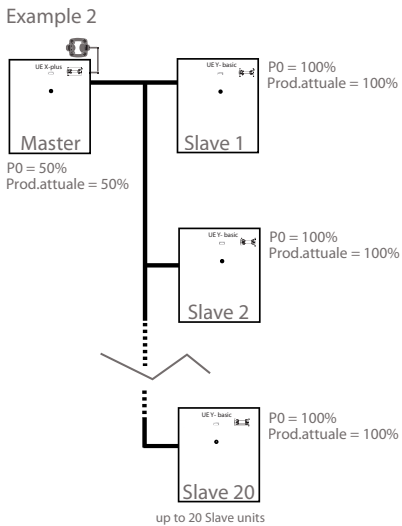 Example 2
UE X-plus
Master
P0 = 50%
Prod.attuale = 50%
UE Y- basic
Slave 1
P0 = 100%
Prod.attuale = 100%
UE Y- basic
Slave 2
P0 = 100%
Prod.attuale = 100%
UE Y- basic
Slave 20
P0 = 100%
Prod.attuale = 100%
up to 20 Slave units